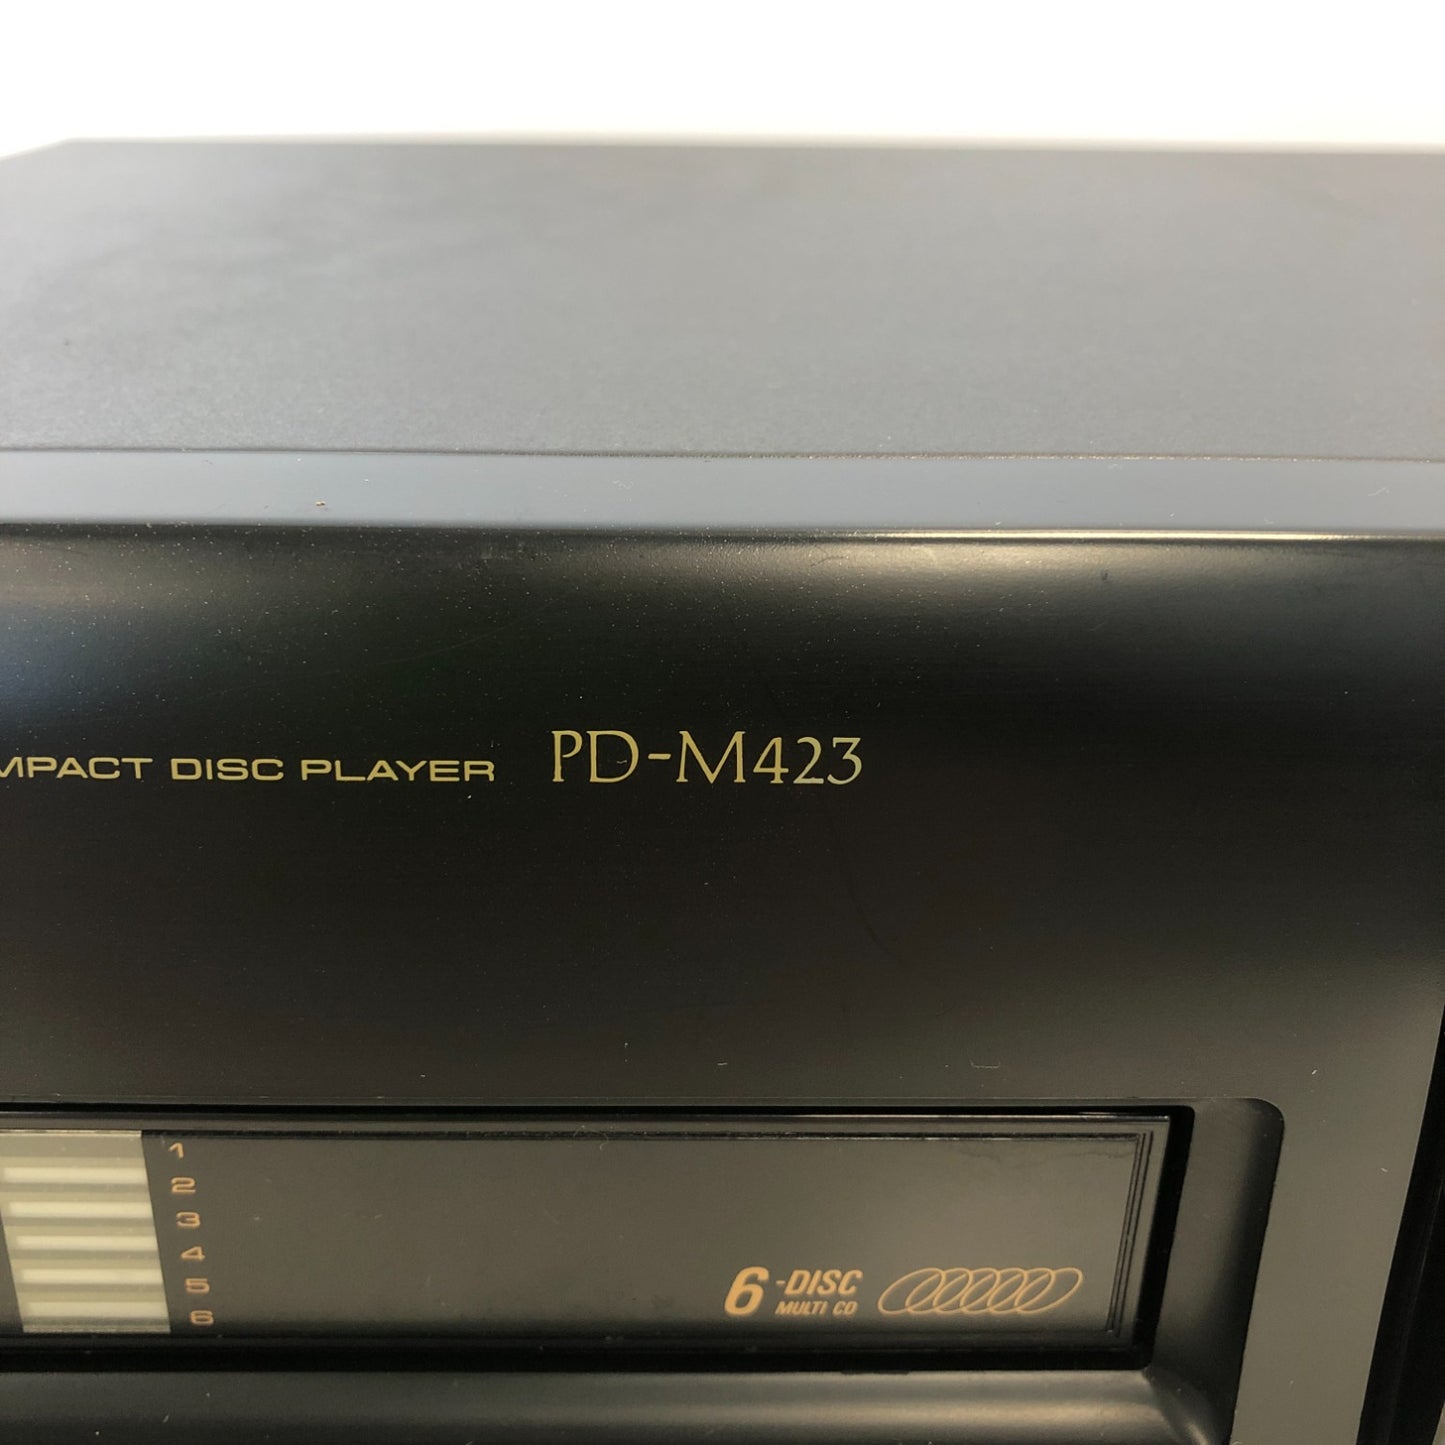 MPACT DISC PLAYER PD-M423
1
2
3
4
5
6
6-DISC
MULTI CD